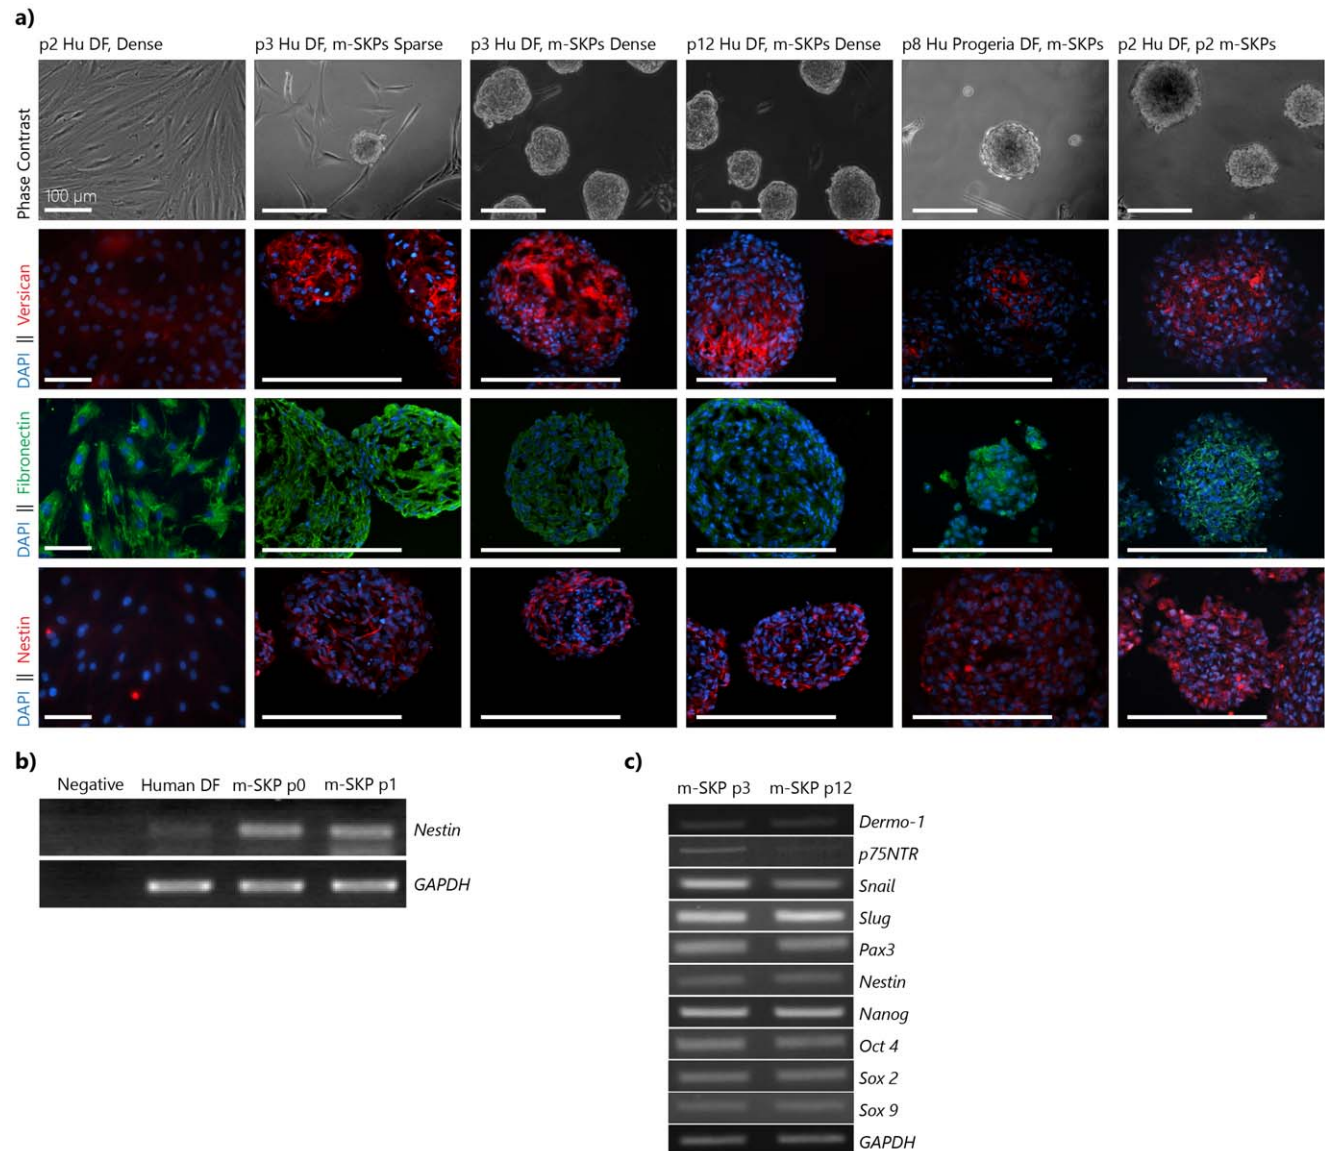 a)
p2 Hu DF, Dense
p3 Hu DF, m-SKPs Sparse
p3 Hu DF, m-SKPs Dense
p12 Hu DF, m-SKPs Dense
p8 Hu Progeria DF, m-SKPs
p2 Hu DF, p2 m-SKPs
Phase Contrast
100 µm
DAPI || Versican
DAPI || Fibronectin
DAPI || Nestin
b)
Negative
Human DF
m-SKP p0
m-SKP p1
Nestin
GAPDH
c)
m-SKP p3
m-SKP p12
Dermo-1
p75NTR
Snail
Slug
Pax3
Nestin
Nanog
Oct 4
Sox 2
Sox 9
GAPDH